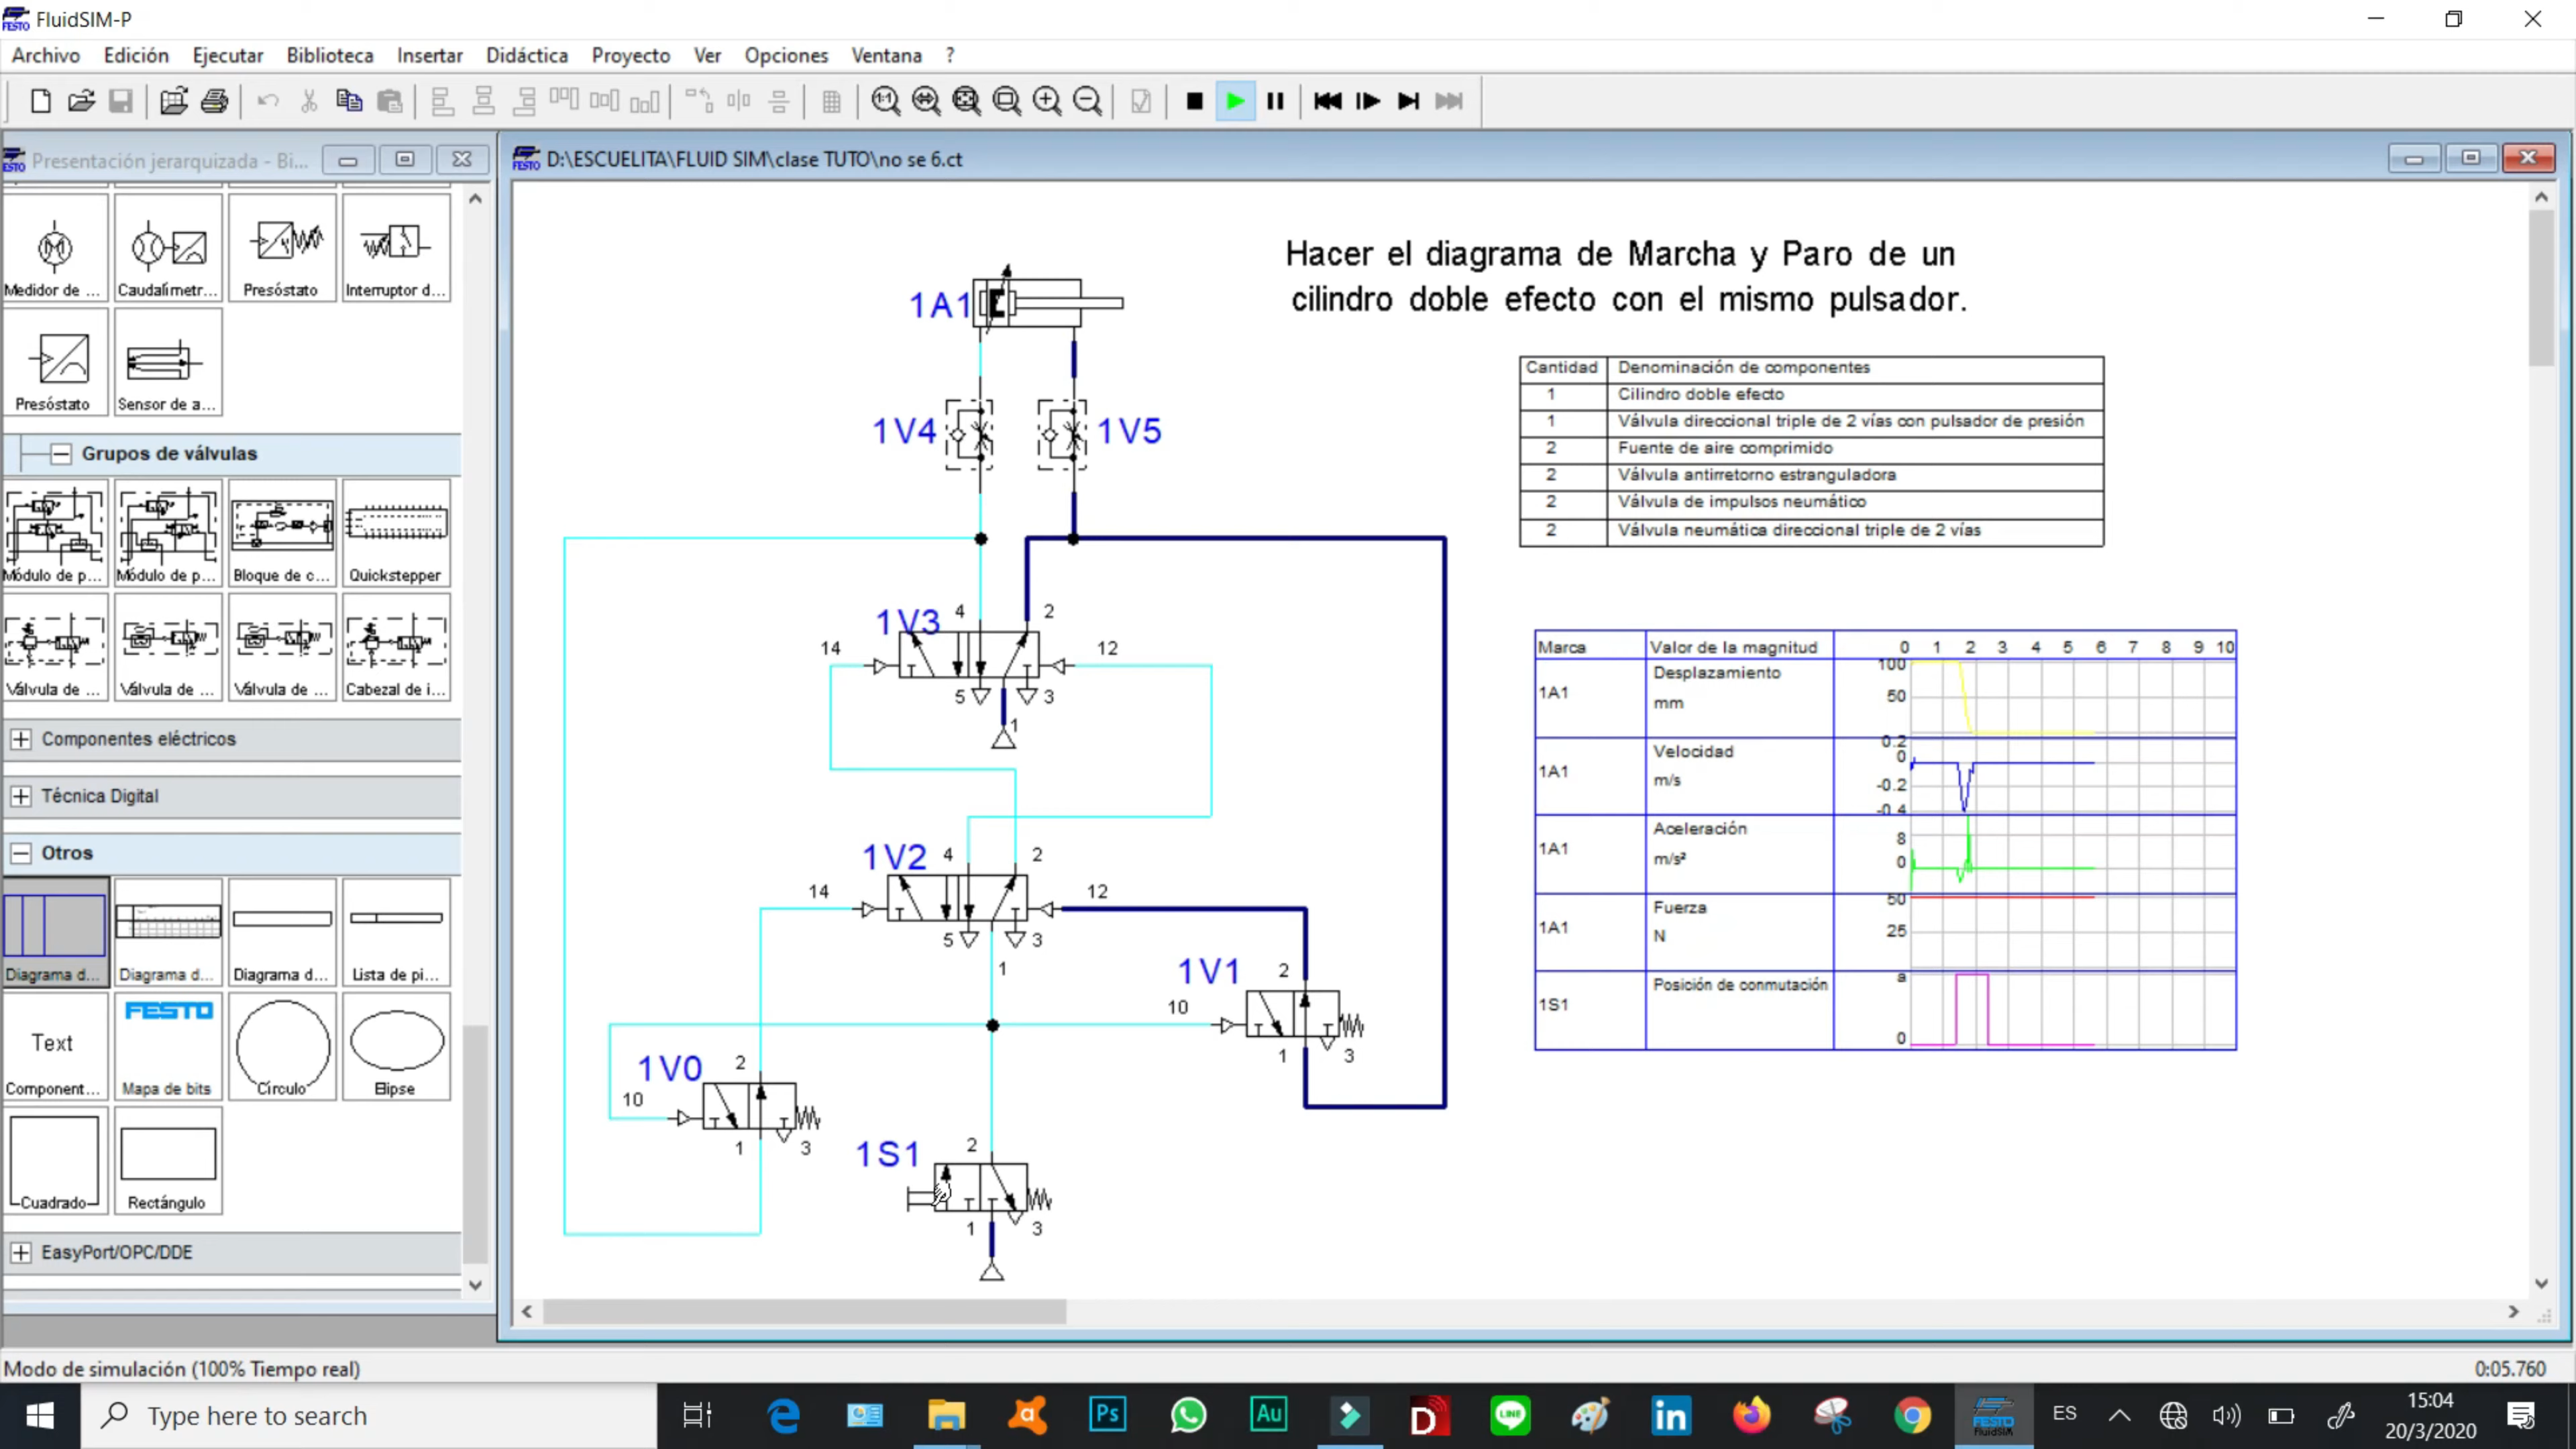 FluidSIM-P
Archivo Edición Ejecutar Biblioteca Insertar Didáctica Proyecto Ver Opciones Ventana ?
Presentación jerarquizada - Bi...
Medidor de ... Caudalímetr... Presóstato Interruptor d...
Presóstato Sensor de a...
Grupos de válvulas
Módulo de p... Módulo de p... Bloque de c... Quickstepper
Válvula de ... Válvula de ... Válvula de ... Cabezal de i...
Componentes eléctricos
Técnica Digital
Otros
Diagrama d... Diagrama d... Diagrama d... Lista de pi...
Text FESTO
Component... Mapa de bits Círculo Elipse
Cuadrado Rectángulo
EasyPort/OPC/DDE
D:\ESCUELITA\FLUID SIM\clase TUTO\no se 6.ct
Hacer el diagrama de Marcha y Paro de un
cilindro doble efecto con el mismo pulsador.
1A1
1V4 1V5
1V3 4 2
14 12
5 3
1
1V2 4 2
14 12
5 3
1
1V1 2
10
1 3
1V0 2
10
1 3
1S1 2
1 3
Cantidad Denominación de componentes
1 Cilindro doble efecto
1 Válvula direccional triple de 2 vías con pulsador de presión
2 Fuente de aire comprimido
2 Válvula antirretorno estranguladora
2 Válvula de impulsos neumático
2 Válvula neumática direccional triple de 2 vías
Marca Valor de la magnitud 0 1 2 3 4 5 6 7 8 9 10
1A1 Desplazamiento mm 100 50
1A1 Velocidad m/s 0.2 0 -0.2 -0.4
1A1 Aceleración m/s² 8 0
1A1 Fuerza N 50 25
1S1 Posición de conmutación a 0
Modo de simulación (100% Tiempo real) 0:05.760
Type here to search
Ps Au D LINE in FESTO FluidSIM ES
15:04
20/3/2020